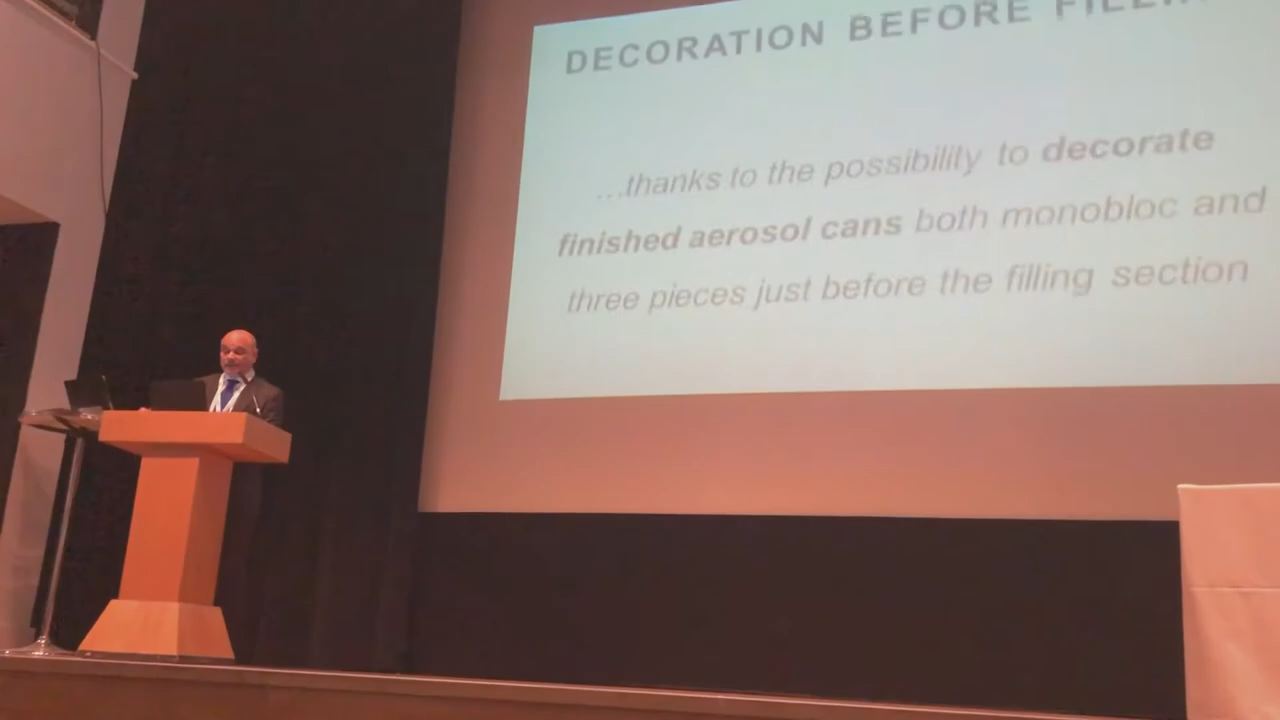 DECORATION BEFORE
…thanks to the possibility to decorate
finished aerosol cans both monobloc and
three pieces just before the filling section